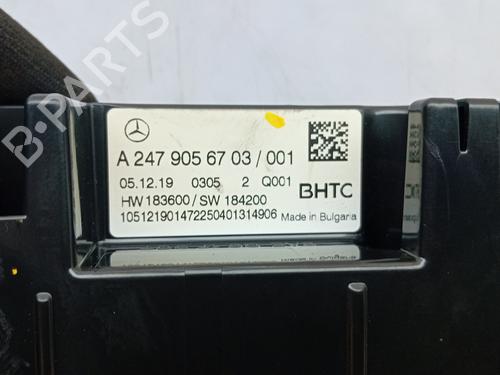 B-PARTS
A 247 905 67 03 / 001
05.12.19 0305 2 Q001
HW 183600 / SW 184200
105121901472250401314906
BHTC
Made in Bulgaria